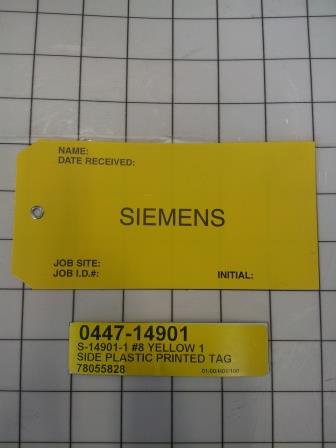 NAME:
DATE RECEIVED:
SIEMENS
JOB SITE:
JOB I.D.#:
INITIAL:
0447-14901
S-14901-1 #8 YELLOW 1
SIDE PLASTIC PRINTED TAG
78055828